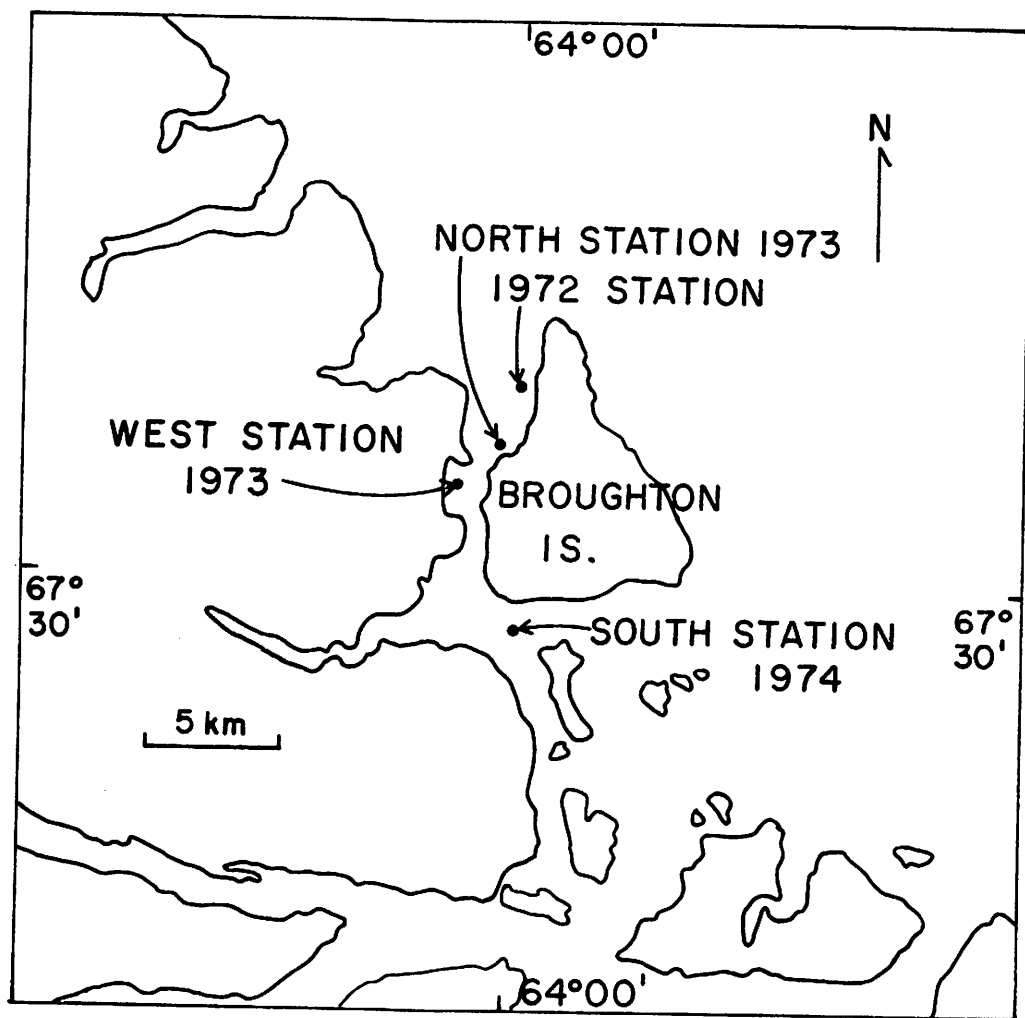 64°00'
N
NORTH STATION 1973
1972 STATION
WEST STATION
1973
BROUGHTON
IS.
67°
30'
SOUTH STATION
1974
67°
30'
5 km
64°00'